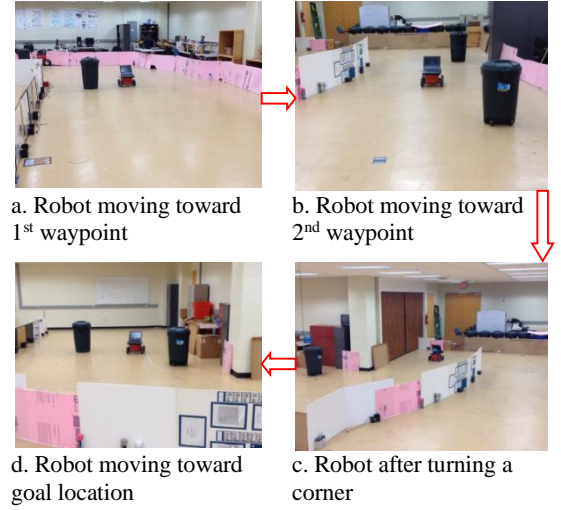 a. Robot moving toward
1st waypoint
b. Robot moving toward
2nd waypoint
d. Robot moving toward
goal location
c. Robot after turning a
corner